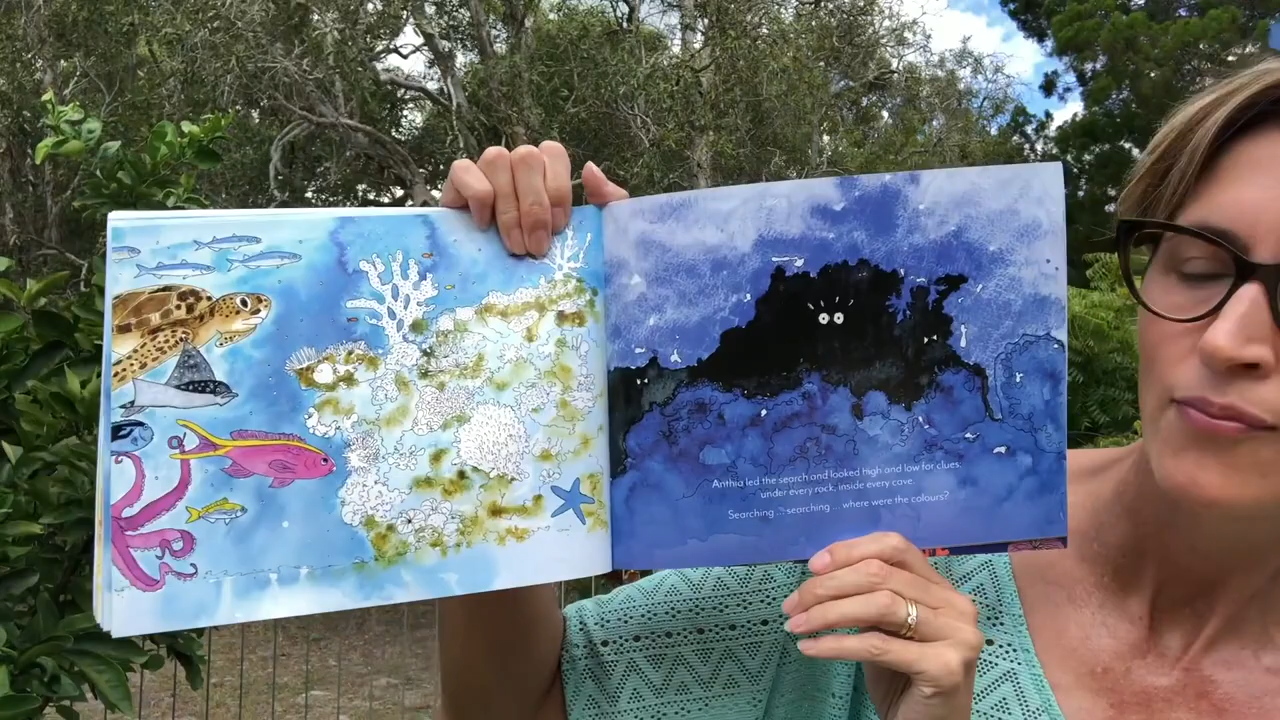 Anthia led the search and looked high and low for clues:
under every rock, inside every cave.
Searching ... searching ... where were the colours?